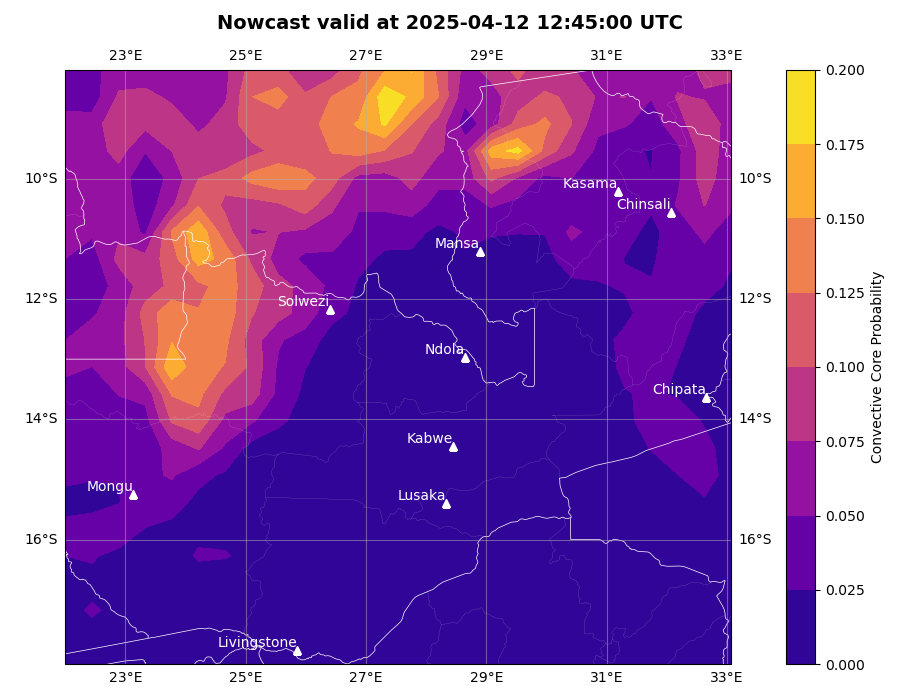 Nowcast valid at 2025-04-12 12:45:00 UTC
23°E 25°E 27°E 29°E 31°E 33°E
0.200
0.175
10°S Kasama 10°S
Chinsali
0.150
Mansa
0.125
12°S Solwezi 12°S
Ndola
0.100
Chipata
14°S 14°S
0.075
Kabwe
Mongu Lusaka
0.050
16°S 16°S
0.025
Livingstone
0.000
23°E 25°E 27°E 29°E 31°E 33°E
Convective Core Probability